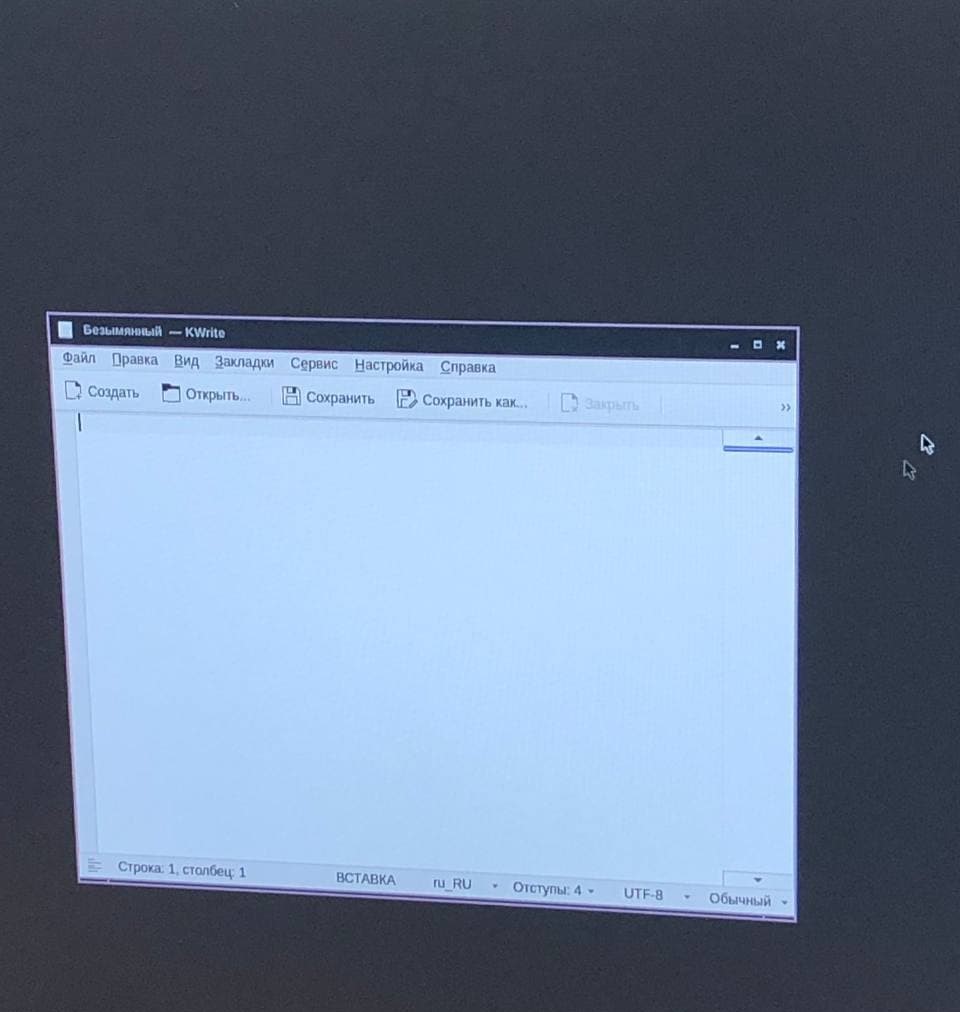 Безымянный — KWrite
Файл Правка Вид Закладки Сервис Настройка Справка
Создать Открыть... Сохранить Сохранить как... Закрыть »
Строка: 1, столбец: 1 ВСТАВКА ru_RU Отступы: 4 UTF-8 Обычный